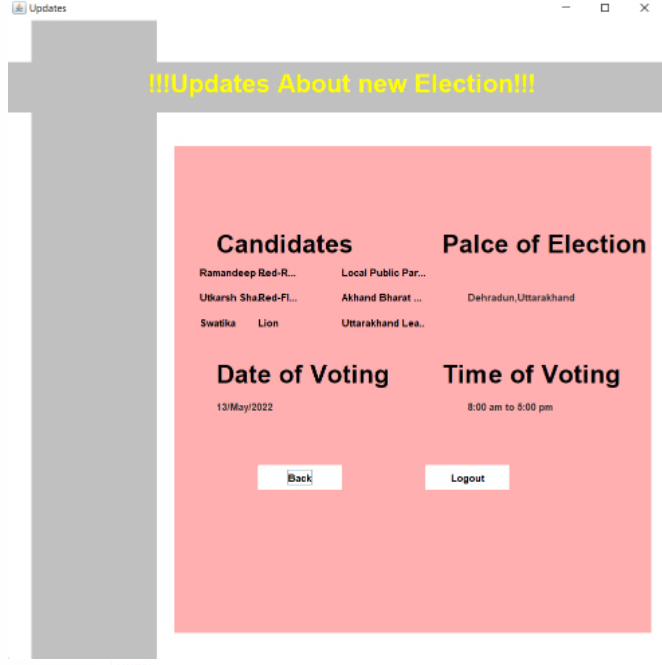 Updates
!!!Updates About new Election!!!
Candidates Palce of Election
Ramandeep Red-R... Local Public Par...
Utkarsh Sha Red-Fl... Akhand Bharat ... Dehradun,Uttarakhand
Swatika Lion Uttarakhand Lea..
Date of Voting Time of Voting
13/May/2022 8:00 am to 5:00 pm
Back Logout